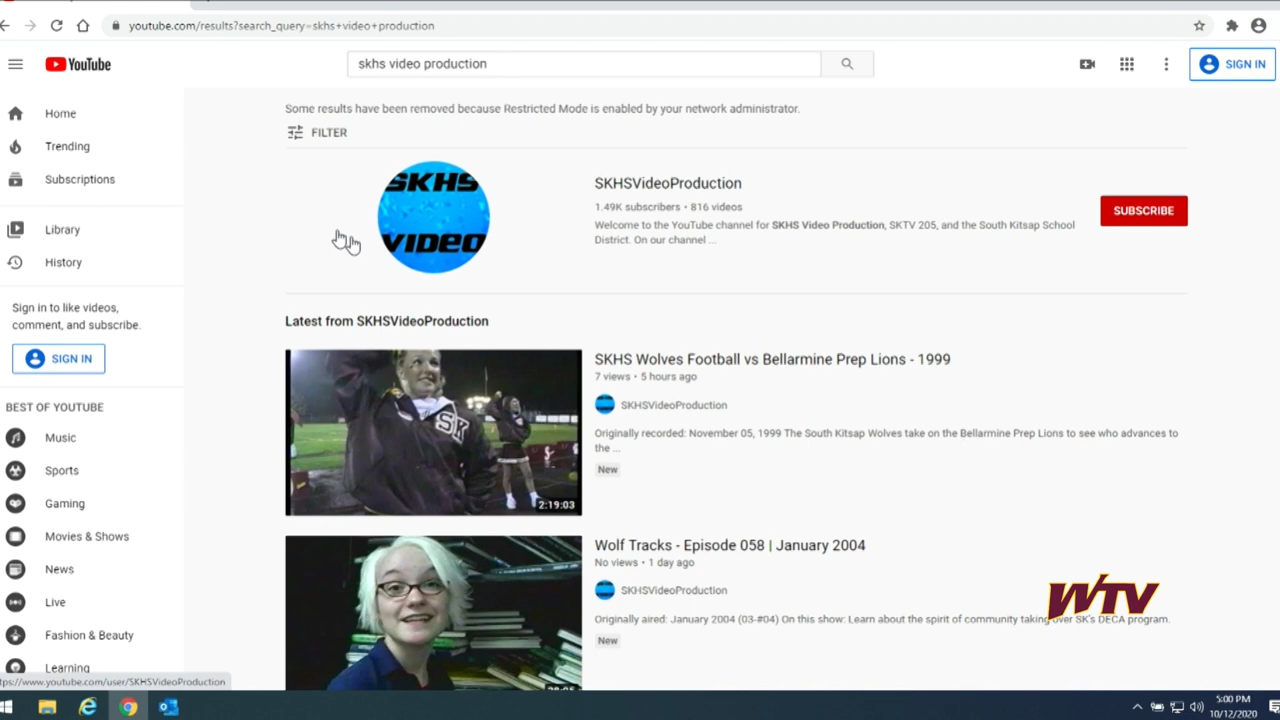 youtube.com/results?search_query=skhs+video+production
YouTube
skhs video production
SIGN IN
Home
Trending
Subscriptions
Library
History
Sign in to like videos,
comment, and subscribe.
SIGN IN
BEST OF YOUTUBE
Music
Sports
Gaming
Movies & Shows
News
Live
Fashion & Beauty
Learning
Some results have been removed because Restricted Mode is enabled by your network administrator.
FILTER
SKHS
VIDEO
SKHSVideoProduction
1.49K subscribers • 816 videos
Welcome to the YouTube channel for SKHS Video Production, SKTV 205, and the South Kitsap School
District. On our channel ...
SUBSCRIBE
Latest from SKHSVideoProduction
SK
2:19:03
SKHS Wolves Football vs Bellarmine Prep Lions - 1999
7 views • 5 hours ago
SKHSVideoProduction
Originally recorded: November 05, 1999 The South Kitsap Wolves take on the Bellarmine Prep Lions to see who advances to
the ...
New
Wolf Tracks - Episode 058 | January 2004
No views • 1 day ago
SKHSVideoProduction
Originally aired: January 2004 (03-#04) On this show: Learn about the spirit of community taking over SK's DECA program.
New
WTV
tps://www.youtube.com/user/SKHSVideoProduction
5:00 PM
10/12/2020